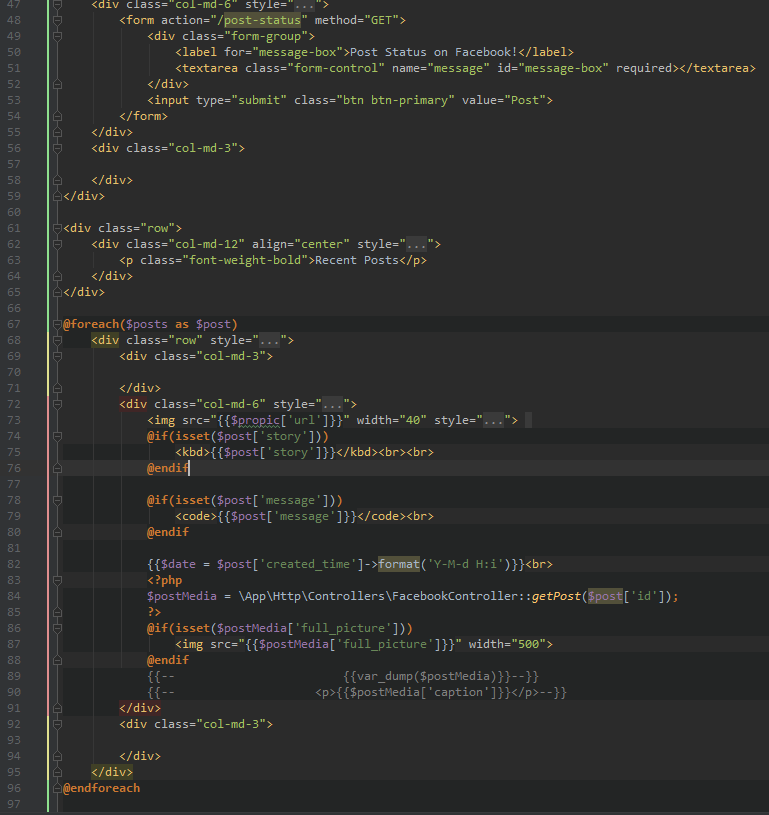 47 <div class="col-md-6" style="...">
48 <form action="/post-status" method="GET">
49 <div class="form-group">
50 <label for="message-box">Post Status on Facebook!</label>
51 <textarea class="form-control" name="message" id="message-box" required></textarea>
52 </div>
53 <input type="submit" class="btn btn-primary" value="Post">
54 </form>
55 </div>
56 <div class="col-md-3">
57
58 </div>
59 </div>
60
61 <div class="row">
62 <div class="col-md-12" align="center" style="...">
63 <p class="font-weight-bold">Recent Posts</p>
64 </div>
65 </div>
66
67 @foreach($posts as $post)
68 <div class="row" style="...">
69 <div class="col-md-3">
70
71 </div>
72 <div class="col-md-6" style="...">
73 <img src="{{$propic['url']}}" width="40" style="...">
74 @if(isset($post['story']))
75 <kbd>{{$post['story']}}</kbd><br><br>
76 @endif
77
78 @if(isset($post['message']))
79 <code>{{$post['message']}}</code><br>
80 @endif
81
82 {{$date = $post['created_time']->format('Y-M-d H:i')}}<br>
83 <?php
84 $postMedia = \App\Http\Controllers\FacebookController::getPost($post['id']);
85 ?>
86 @if(isset($postMedia['full_picture']))
87 <img src="{{$postMedia['full_picture']}}" width="500">
88 @endif
89 {{-- {{var_dump($postMedia)}}--}}
90 {{-- <p>{{$postMedia['caption']}}</p>--}}
91 </div>
92 <div class="col-md-3">
93
94 </div>
95 </div>
96 @endforeach
97